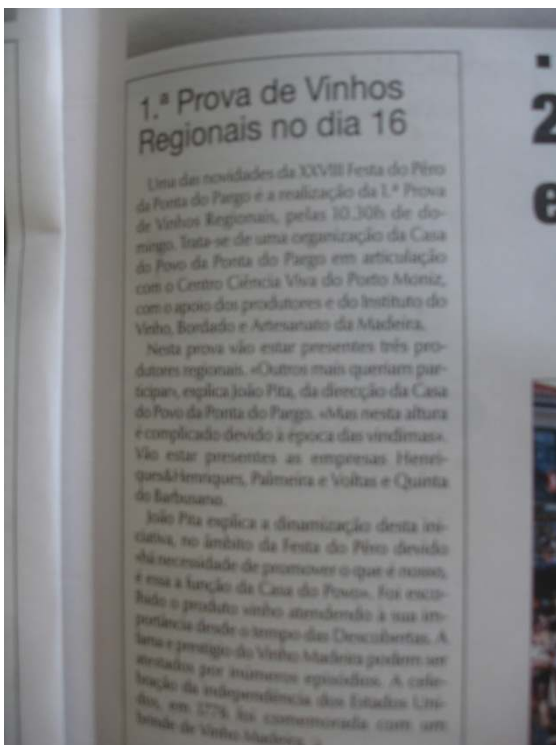 1.ª Prova de Vinhos
Regionais no dia 16
Uma das novidades da XXVIII Festa do Pêro
da Ponta do Pargo é a realização da 1.ª Prova
de Vinhos Regionais, pelas 10.30h de do-
mingo. Trata-se de uma organização da Casa
do Povo da Ponta do Pargo em articulação
com o Centro Ciência Viva do Porto Moniz,
com o apoio dos produtores e do Instituto do
Vinho, Bordado e Artesanato da Madeira.
Nesta prova vão estar presentes três pro-
dutores regionais. «Outros mais queriam par-
ticipar», explica João Pita, da direcção da Casa
do Povo da Ponta do Pargo. «Mas nesta altura
é complicado devido à época das vindimas».
Vão estar presentes as empresas Henri-
ques&Henriques, Palmeira e Voltas e Quinta
do Barbusano.
João Pita explica a dinamização desta ini-
ciativa, no âmbito da Festa do Pêro devido
«há necessidade de promover o que é nosso,
é essa a função da Casa do Povo». Foi esco-
lhido o produto vinho atendendo à sua im-
portância desde o tempo das Descobertas. A
fama e prestígio do Vinho Madeira podem ser
atestados por inúmeros episódios. A cele-
bração da independência dos Estados Uni-
dos, em 1776, foi comemorada com um
brinde de Vinho Madeira.
2
e